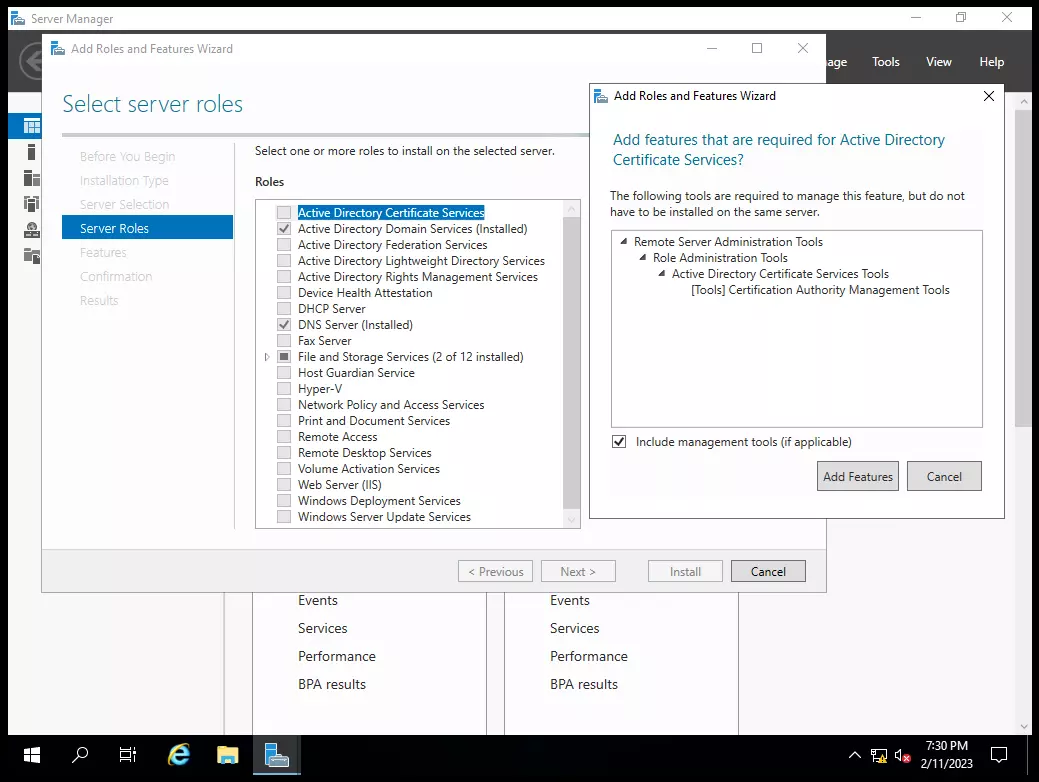 Server Manager
Add Roles and Features Wizard
age
Tools
View
Help
Select server roles
Before You Begin
Installation Type
Server Selection
Server Roles
Features
Confirmation
Results
Select one or more roles to install on the selected server.
Roles
Active Directory Certificate Services
Active Directory Domain Services (Installed)
Active Directory Federation Services
Active Directory Lightweight Directory Services
Active Directory Rights Management Services
Device Health Attestation
DHCP Server
DNS Server (Installed)
Fax Server
File and Storage Services (2 of 12 installed)
Host Guardian Service
Hyper-V
Network Policy and Access Services
Print and Document Services
Remote Access
Remote Desktop Services
Volume Activation Services
Web Server (IIS)
Windows Deployment Services
Windows Server Update Services
< Previous
Next >
Install
Cancel
Add Roles and Features Wizard
Add features that are required for Active Directory
Certificate Services?
The following tools are required to manage this feature, but do not
have to be installed on the same server.
Remote Server Administration Tools
Role Administration Tools
Active Directory Certificate Services Tools
[Tools] Certification Authority Management Tools
Include management tools (if applicable)
Add Features
Cancel
Events
Services
Performance
BPA results
Events
Services
Performance
BPA results
7:30 PM
2/11/2023